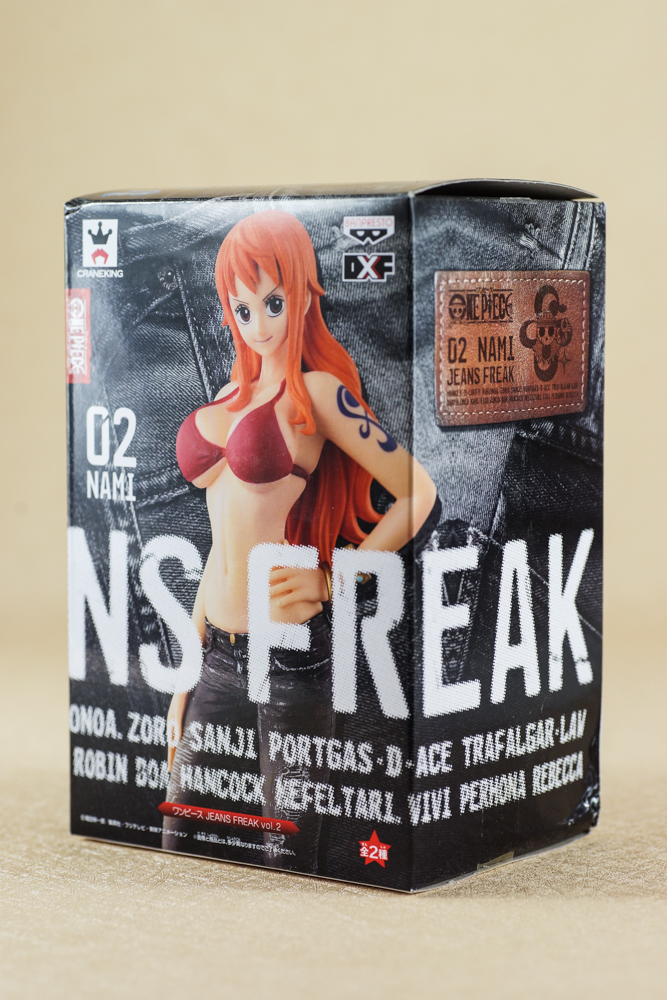 CRANEKING
BANPRESTO
DXF
ONE PIECE
02
NAMI
ONE PIECE
02 NAMI
JEANS FREAK
NS FREAK
ONOA. ZORO SANJI PORTGAS·D·ACE TRAFALGAR·LAW
ROBIN BOA HANCOCK NEFELTARI VIVI PERHONA REBECCA
ワンピース JEANS FREAK vol.2
全2種